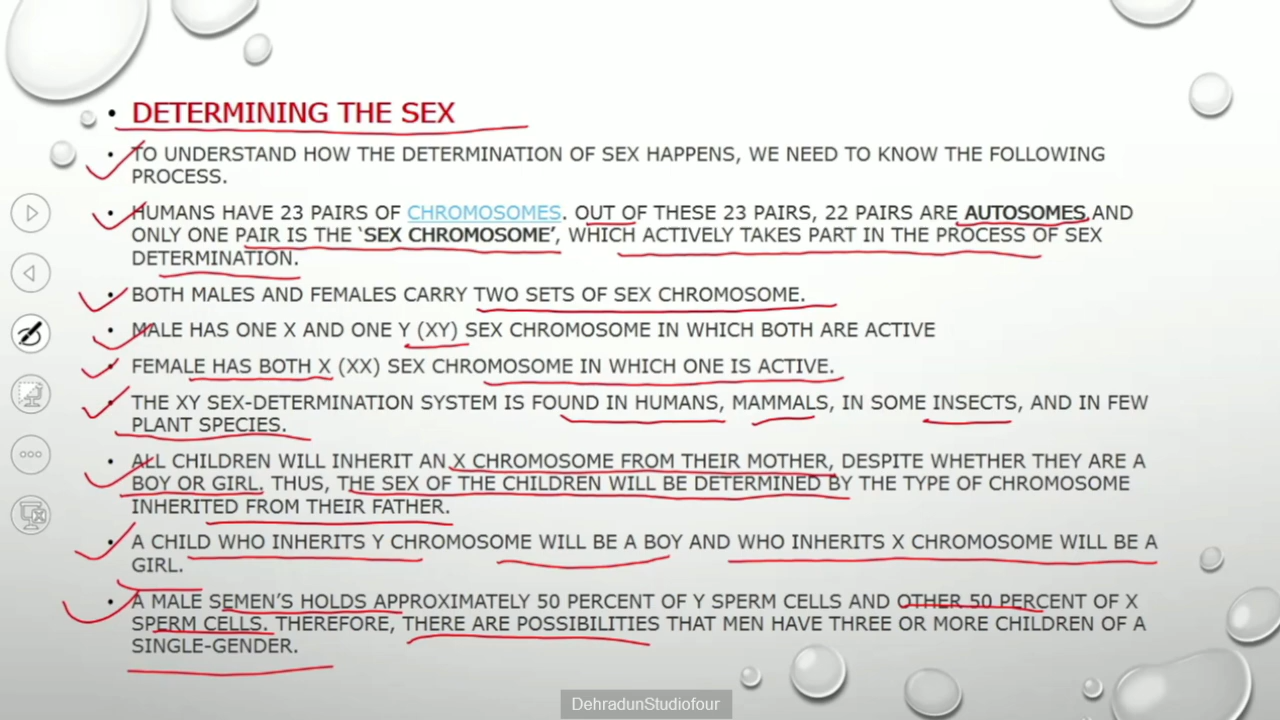 • DETERMINING THE SEX
• TO UNDERSTAND HOW THE DETERMINATION OF SEX HAPPENS, WE NEED TO KNOW THE FOLLOWING
PROCESS.
• HUMANS HAVE 23 PAIRS OF CHROMOSOMES. OUT OF THESE 23 PAIRS, 22 PAIRS ARE AUTOSOMES AND
ONLY ONE PAIR IS THE ‘SEX CHROMOSOME’, WHICH ACTIVELY TAKES PART IN THE PROCESS OF SEX
DETERMINATION.
• BOTH MALES AND FEMALES CARRY TWO SETS OF SEX CHROMOSOME.
• MALE HAS ONE X AND ONE Y (XY) SEX CHROMOSOME IN WHICH BOTH ARE ACTIVE
• FEMALE HAS BOTH X (XX) SEX CHROMOSOME IN WHICH ONE IS ACTIVE.
• THE XY SEX-DETERMINATION SYSTEM IS FOUND IN HUMANS, MAMMALS, IN SOME INSECTS, AND IN FEW
PLANT SPECIES.
• ALL CHILDREN WILL INHERIT AN X CHROMOSOME FROM THEIR MOTHER, DESPITE WHETHER THEY ARE A
BOY OR GIRL. THUS, THE SEX OF THE CHILDREN WILL BE DETERMINED BY THE TYPE OF CHROMOSOME
INHERITED FROM THEIR FATHER.
• A CHILD WHO INHERITS Y CHROMOSOME WILL BE A BOY AND WHO INHERITS X CHROMOSOME WILL BE A
GIRL.
• A MALE SEMEN’S HOLDS APPROXIMATELY 50 PERCENT OF Y SPERM CELLS AND OTHER 50 PERCENT OF X
SPERM CELLS. THEREFORE, THERE ARE POSSIBILITIES THAT MEN HAVE THREE OR MORE CHILDREN OF A
SINGLE-GENDER.
DehradunStudiofour